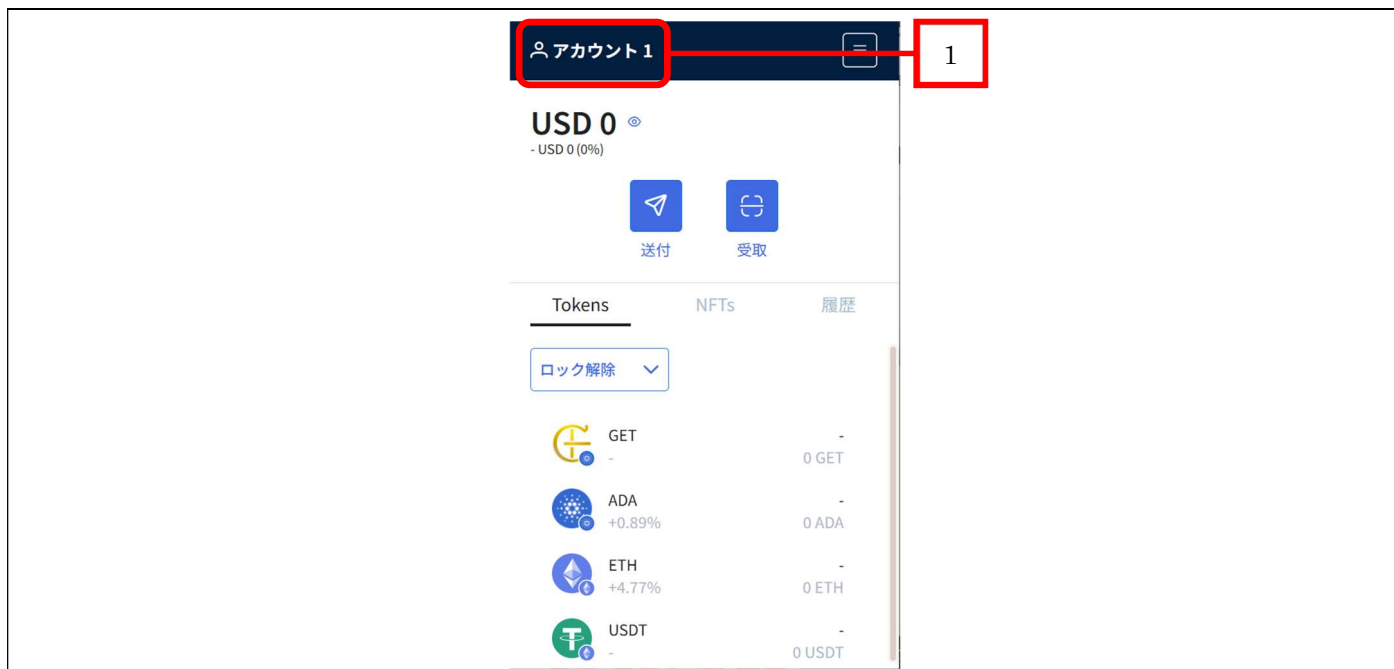 アカウント 1
1
USD 0
- USD 0 (0%)
送付 受取
Tokens NFTs 履歴
ロック解除
GET -
- 0 GET
ADA -
+0.89% 0 ADA
ETH -
+4.77% 0 ETH
USDT -
- 0 USDT